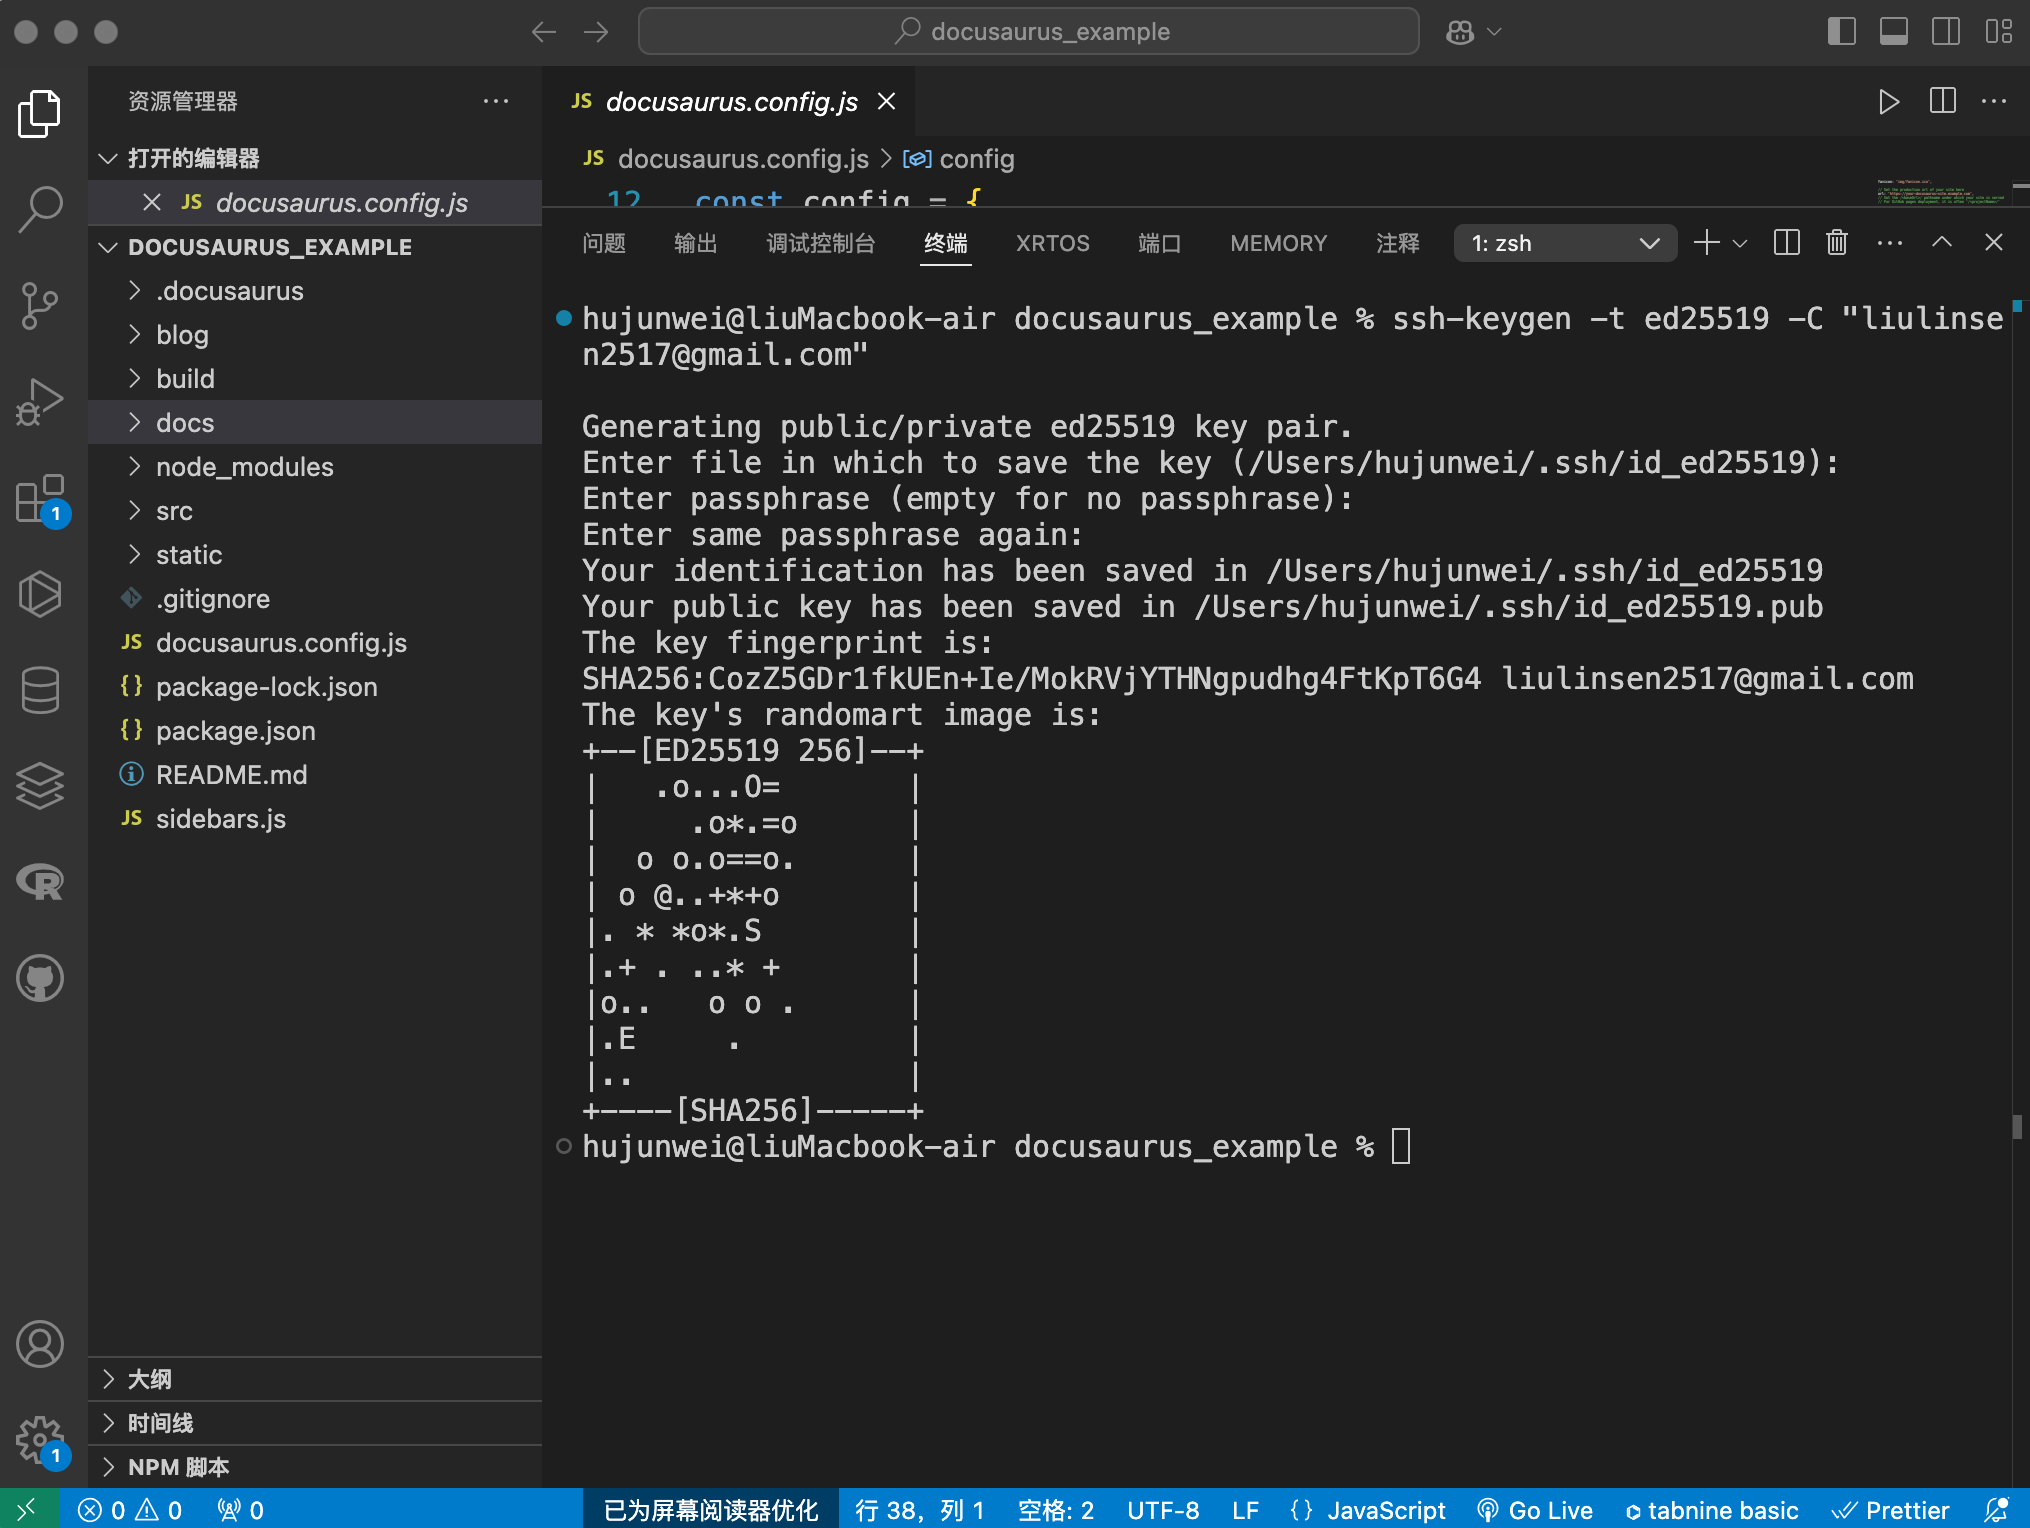 docusaurus_example
资源管理器
打开的编辑器
JS docusaurus.config.js
DOCUSAURUS_EXAMPLE
.docusaurus
blog
build
docs
node_modules
src
static
.gitignore
JS docusaurus.config.js
{} package-lock.json
{} package.json
README.md
JS sidebars.js
大纲
时间线
NPM 脚本
1
1
JS docusaurus.config.js
JS docusaurus.config.js > config
12 const config = {
问题 输出 调试控制台 终端 XRTOS 端口 MEMORY 注释 1: zsh
hujunwei@liuMacbook-air docusaurus_example % ssh-keygen -t ed25519 -C "liulinse
n2517@gmail.com"
Generating public/private ed25519 key pair.
Enter file in which to save the key (/Users/hujunwei/.ssh/id_ed25519):
Enter passphrase (empty for no passphrase):
Enter same passphrase again:
Your identification has been saved in /Users/hujunwei/.ssh/id_ed25519
Your public key has been saved in /Users/hujunwei/.ssh/id_ed25519.pub
The key fingerprint is:
SHA256:CozZ5GDr1fkUEn+Ie/MokRVjYTHNgpudhg4FtKpT6G4 liulinsen2517@gmail.com
The key's randomart image is:
+--[ED25519 256]--+
|   .o...O=       |
|     .o*.=o      |
|  o o.o==o.      |
| o @..+*+o       |
|. * *o*.S        |
|.+ . ..* +       |
|o..   o o .      |
|.E     .         |
|..               |
+----[SHA256]-----+
hujunwei@liuMacbook-air docusaurus_example %
0 0 0 已为屏幕阅读器优化 行 38，列 1 空格: 2 UTF-8 LF {} JavaScript Go Live tabnine basic Prettier